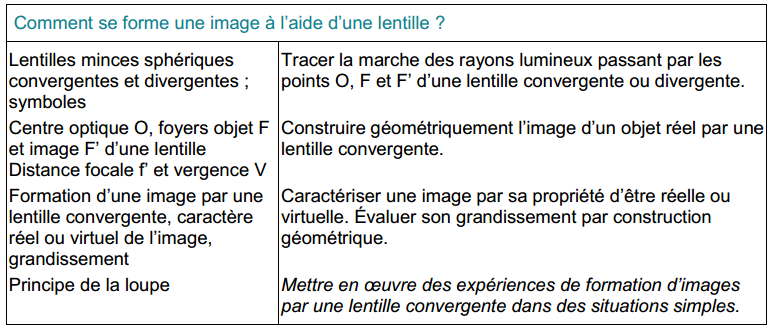 Comment se forme une image à l’aide d’une lentille ?
Lentilles minces sphériques
convergentes et divergentes ;
symboles
Tracer la marche des rayons lumineux passant par les
points O, F et F’ d’une lentille convergente ou divergente.
Centre optique O, foyers objet F
et image F’ d’une lentille
Distance focale f’ et vergence V
Construire géométriquement l’image d’un objet réel par une
lentille convergente.
Formation d’une image par une
lentille convergente, caractère
réel ou virtuel de l’image,
grandissement
Caractériser une image par sa propriété d’être réelle ou
virtuelle. Évaluer son grandissement par construction
géométrique.
Principe de la loupe
Mettre en œuvre des expériences de formation d’images
par une lentille convergente dans des situations simples.